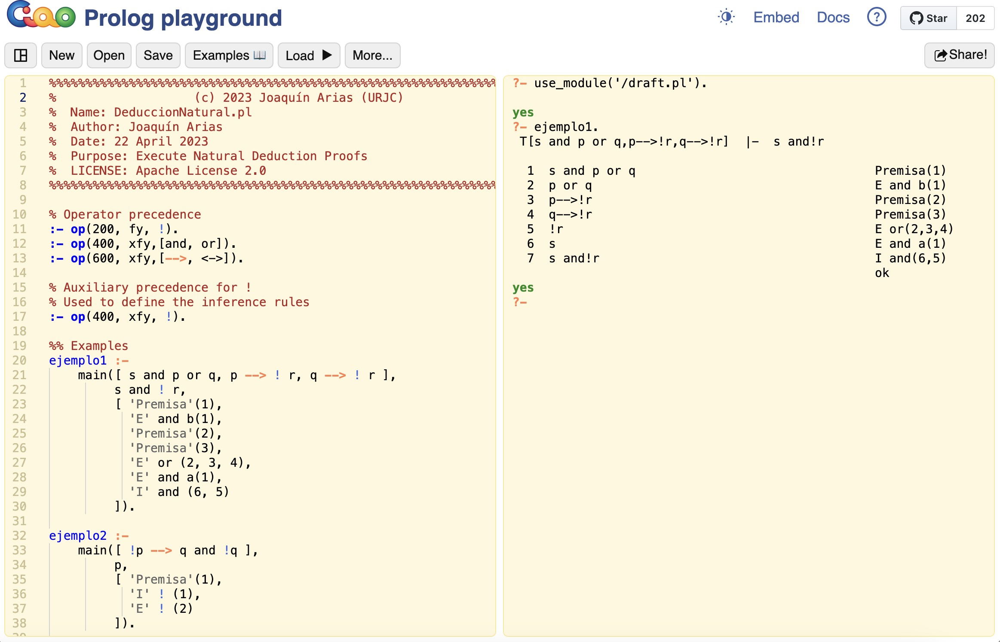 Ciao Prolog playground
Embed Docs ? Star 202
New Open Save Examples Load More... Share!
1 %%%%%%%%%%%%%%%%%%%%%%%%%%%%%%%%%%%%%%%%%%%%%%%%%%%%%%%%%%%%%%
2 % (c) 2023 Joaquín Arias (URJC)
3 % Name: DeduccionNatural.pl
4 % Author: Joaquín Arias
5 % Date: 22 April 2023
6 % Purpose: Execute Natural Deduction Proofs
7 % LICENSE: Apache License 2.0
8 %%%%%%%%%%%%%%%%%%%%%%%%%%%%%%%%%%%%%%%%%%%%%%%%%%%%%%%%%%%%%%
9
10 % Operator precedence
11 :- op(200, fy, !).
12 :- op(400, xfy,[and, or]).
13 :- op(600, xfy,[-->, <->]).
14
15 % Auxiliary precedence for !
16 % Used to define the inference rules
17 :- op(400, xfy, !).
18
19 %% Examples
20 ejemplo1 :-
21 main([ s and p or q, p --> ! r, q --> ! r ],
22 s and ! r,
23 [ 'Premisa'(1),
24 'E' and b(1),
25 'Premisa'(2),
26 'Premisa'(3),
27 'E' or (2, 3, 4),
28 'E' and a(1),
29 'I' and (6, 5)
30 ]).
31
32 ejemplo2 :-
33 main([ !p --> q and !q ],
34 p,
35 [ 'Premisa'(1),
36 'I' ! (1),
37 'E' ! (2)
38 ]).
39
?- use_module('/draft.pl').
yes
?- ejemplo1.
T[s and p or q,p-->!r,q-->!r] |- s and!r
1 s and p or q Premisa(1)
2 p or q E and b(1)
3 p-->!r Premisa(2)
4 q-->!r Premisa(3)
5 !r E or(2,3,4)
6 s E and a(1)
7 s and!r I and(6,5)
ok
yes
?-